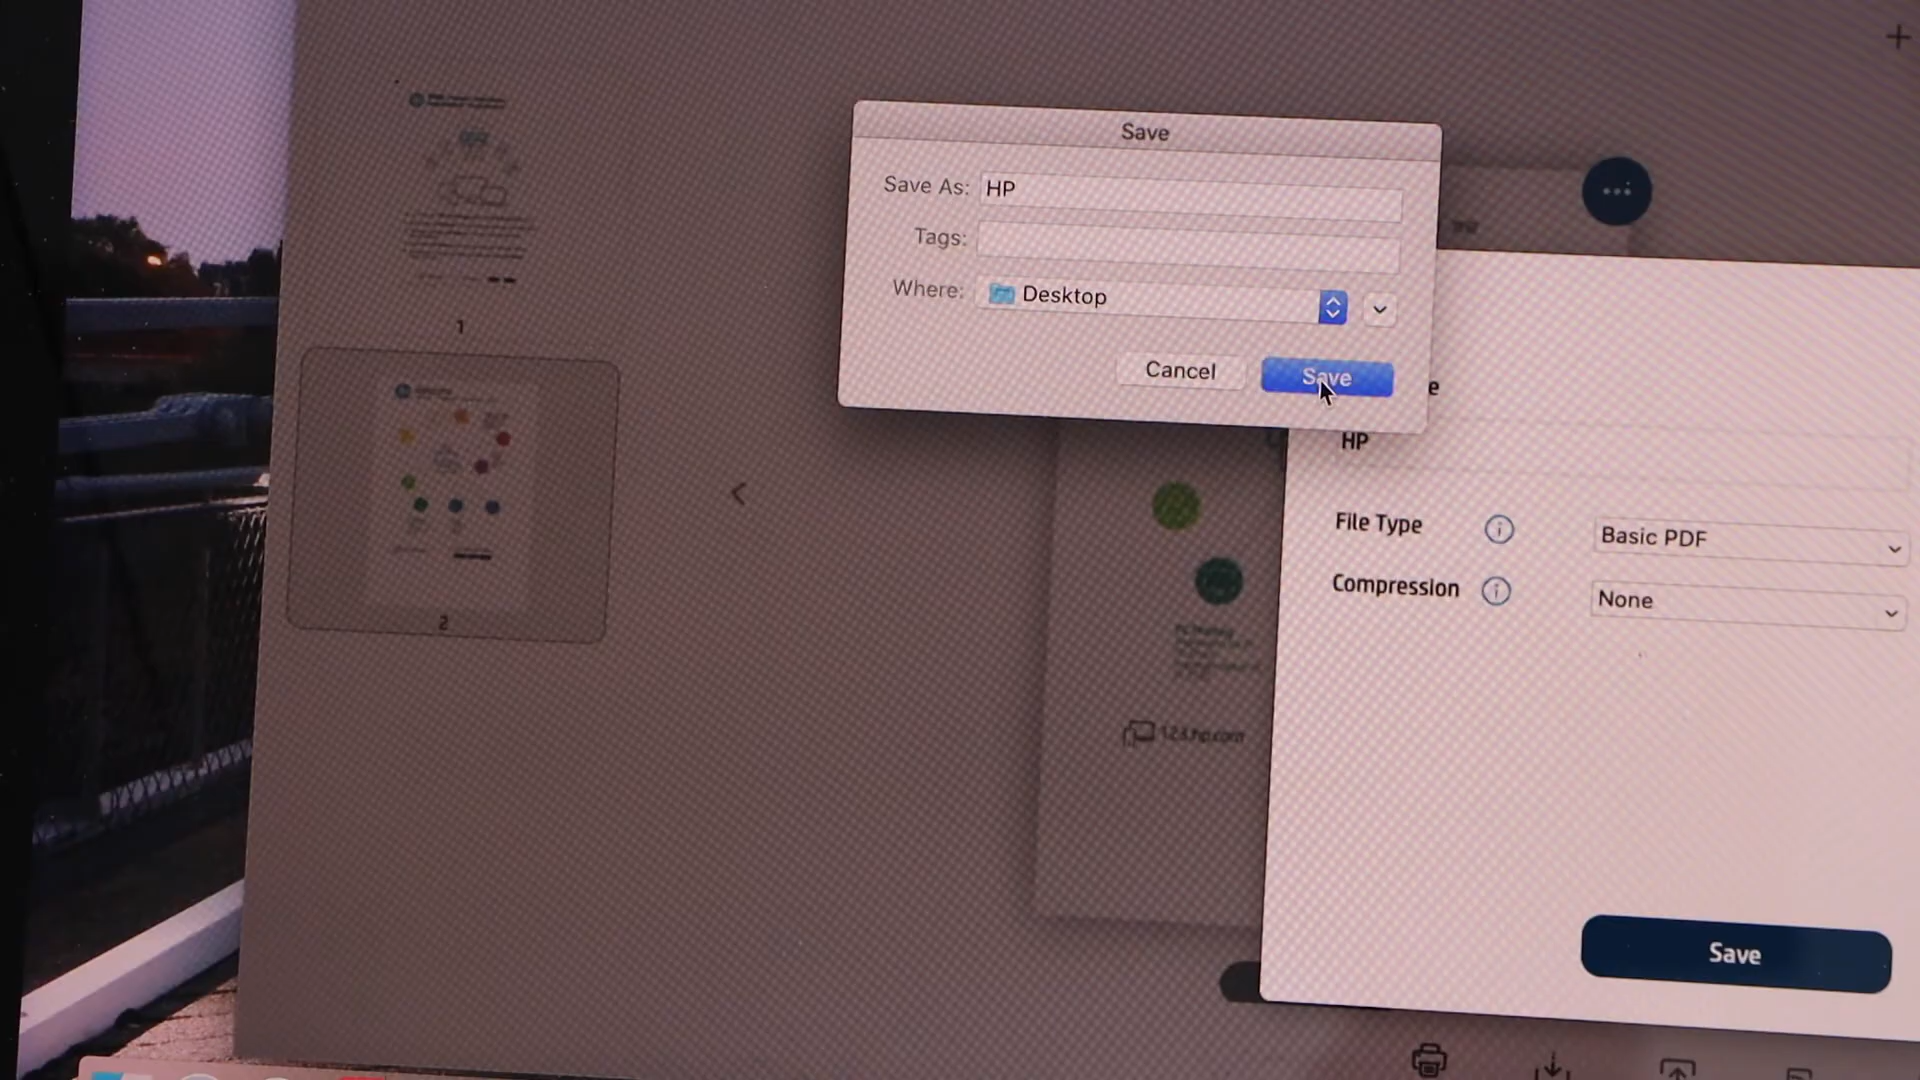 Save
Save As: HP
Tags:
Where: Desktop
Cancel
Save
e
HP
File Type
Basic PDF
Compression
None
Save
1
2
123.hp.com